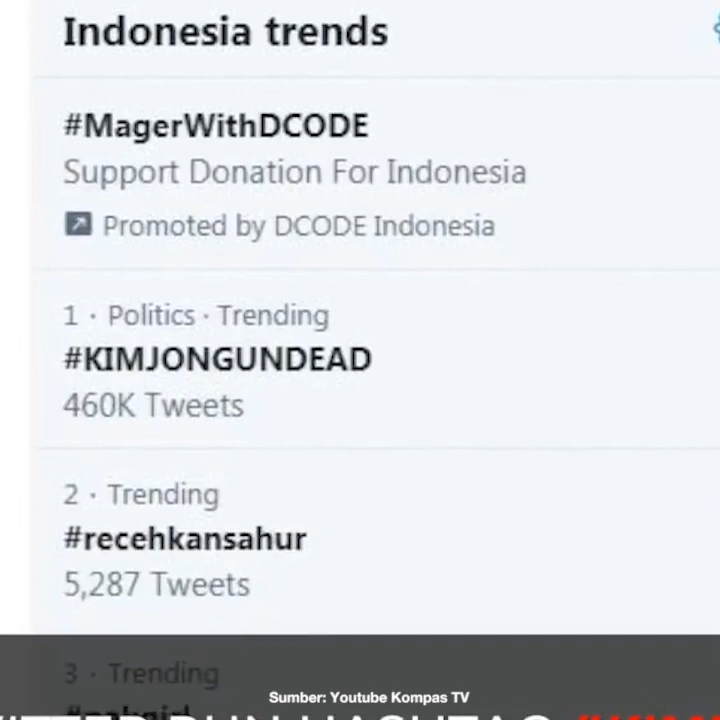 Indonesia trends
#MagerWithDCODE
Support Donation For Indonesia
Promoted by DCODE Indonesia
1 · Politics · Trending
#KIMJONGUNDEAD
460K Tweets
2 · Trending
#recehkansahur
5,287 Tweets
3 · Trending
Sumber: Youtube Kompas TV
HASHTAG